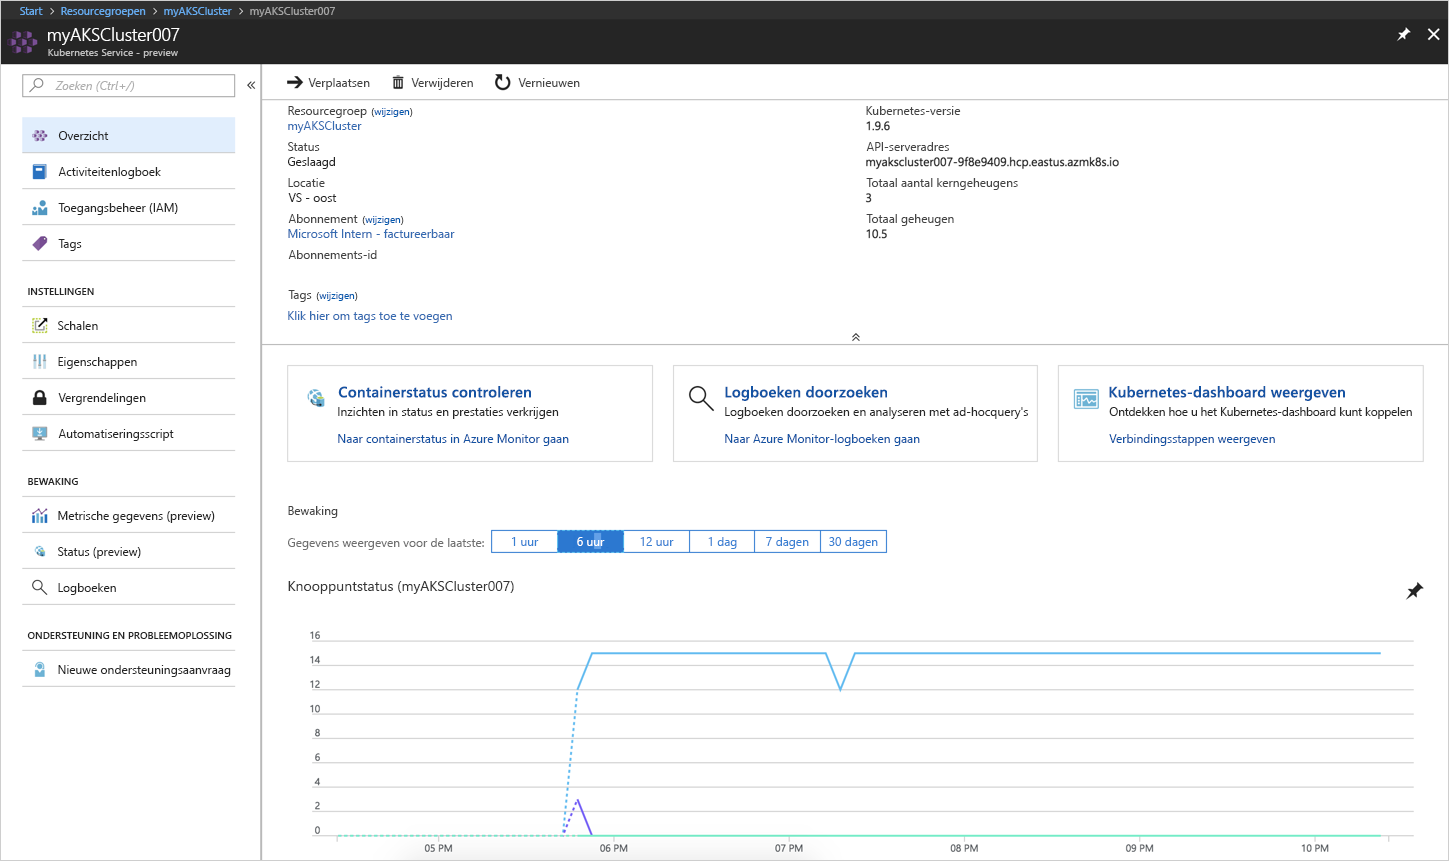 Start > Resourcegroepen > myAKSCluster > myAKSCluster007
myAKSCluster007
Kubernetes Service - preview
Zoeken (Ctrl+/)
Overzicht
Activiteitenlogboek
Toegangsbeheer (IAM)
Tags
INSTELLINGEN
Schalen
Eigenschappen
Vergrendelingen
Automatiseringsscript
BEWAKING
Metrische gegevens (preview)
Status (preview)
Logboeken
ONDERSTEUNING EN PROBLEEMOPLOSSING
Nieuwe ondersteuningsaanvraag
Verplaatsen Verwijderen Vernieuwen
Resourcegroep (wijzigen)
myAKSCluster
Status
Geslaagd
Locatie
VS - oost
Abonnement (wijzigen)
Microsoft Intern - factureerbaar
Abonnements-id
Tags (wijzigen)
Klik hier om tags toe te voegen
Kubernetes-versie
1.9.6
API-serveradres
myakscluster007-9f8e9409.hcp.eastus.azmk8s.io
Totaal aantal kerngeheugens
3
Totaal geheugen
10.5
Containerstatus controleren
Inzichten in status en prestaties verkrijgen
Naar containerstatus in Azure Monitor gaan
Logboeken doorzoeken
Logboeken doorzoeken en analyseren met ad-hocquery's
Naar Azure Monitor-logboeken gaan
Kubernetes-dashboard weergeven
Ontdekken hoe u het Kubernetes-dashboard kunt koppelen
Verbindingsstappen weergeven
Bewaking
Gegevens weergeven voor de laatste: 1 uur 6 uur 12 uur 1 dag 7 dagen 30 dagen
Knooppuntstatus (myAKSCluster007)
16
14
12
10
8
6
4
2
0
05 PM 06 PM 07 PM 08 PM 09 PM 10 PM